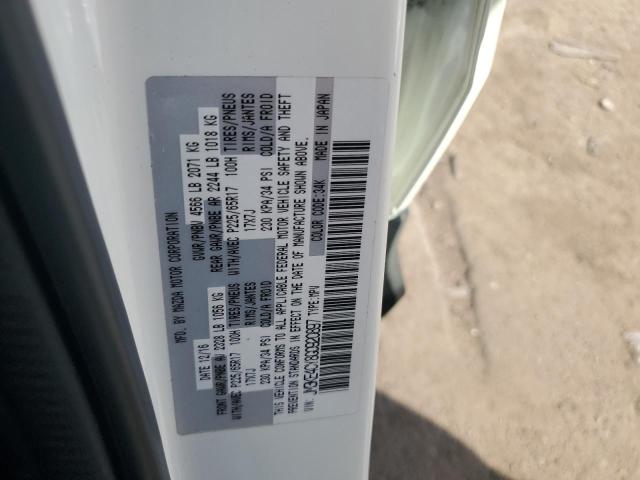 MFD. BY MAZDA MOTOR CORPORATION
DATE 12/16 GVWR/PNBV 4566 LB 2071 KG
FRONT GAWR/PNBE AV 2328 LB 1056 KG REAR GAWR/PNBE AR 2244 LB 1018 KG
WITH/AVEC P225/65R17 100H TIRES/PNEUS WITH/AVEC P225/65R17 100H TIRES/PNEUS
17X7J RIMS/JANTES 17X7J RIMS/JANTES
230 KPA/34 PSI COLD/A FROID 230 KPA/34 PSI COLD/A FROID
THIS VEHICLE CONFORMS TO ALL APPLICABLE FEDERAL MOTOR VEHICLE SAFETY AND THEFT
STANDARDS IN EFFECT ON THE DATE OF MANUFACTURE SHOWN ABOVE.
VIN: TYPE:MPV COLOR CODE:34K MADE IN JAPAN